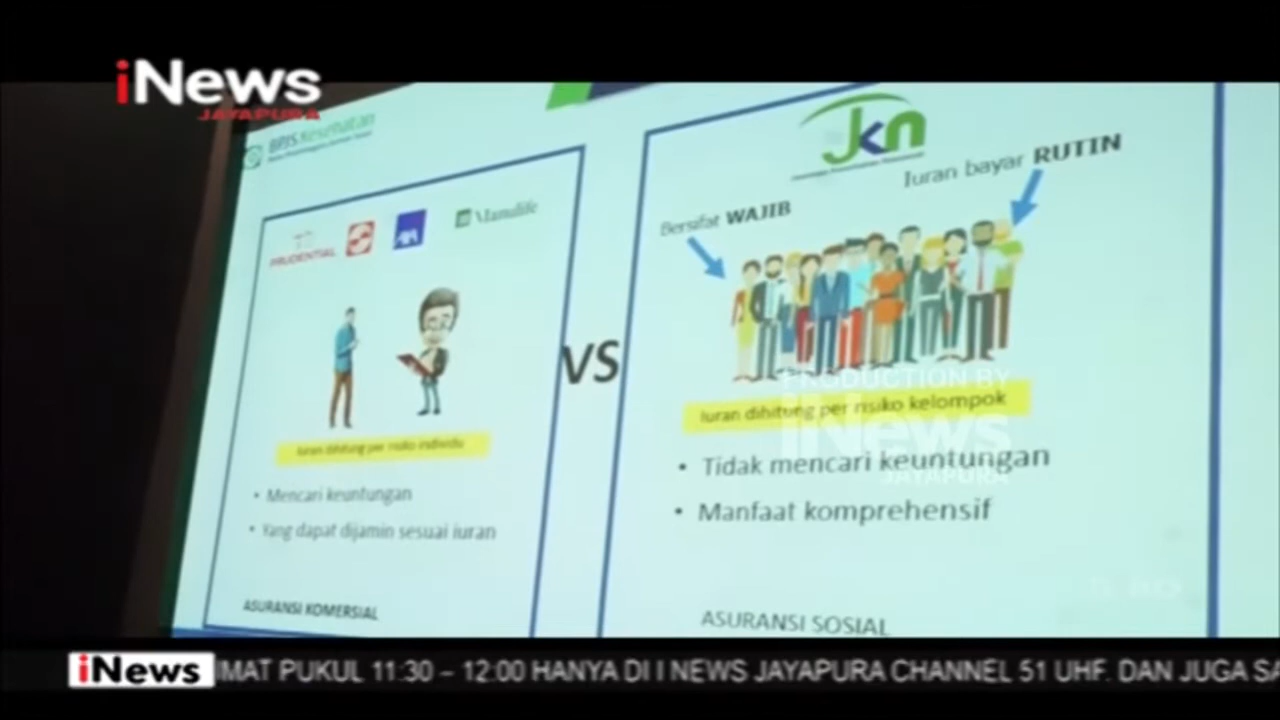 iNews
JAYAPURA
BPJS Kesehatan
PRUDENTIAL
AXA
Manulife
Iuran dihitung per risiko individu
Mencari keuntungan
Yang dapat dijamin sesuai iuran
ASURANSI KOMERSIAL
VS
JKN
Iuran bayar RUTIN
Bersifat WAJIB
Iuran dihitung per risiko kelompok
Tidak mencari keuntungan
Manfaat komprehensif
ASURANSI SOSIAL
PRODUCTION BY
iNews
JAYAPURA
iNews
IMAT PUKUL 11:30 – 12:00 HANYA DI I NEWS JAYAPURA CHANNEL 51 UHF. DAN JUGA SA